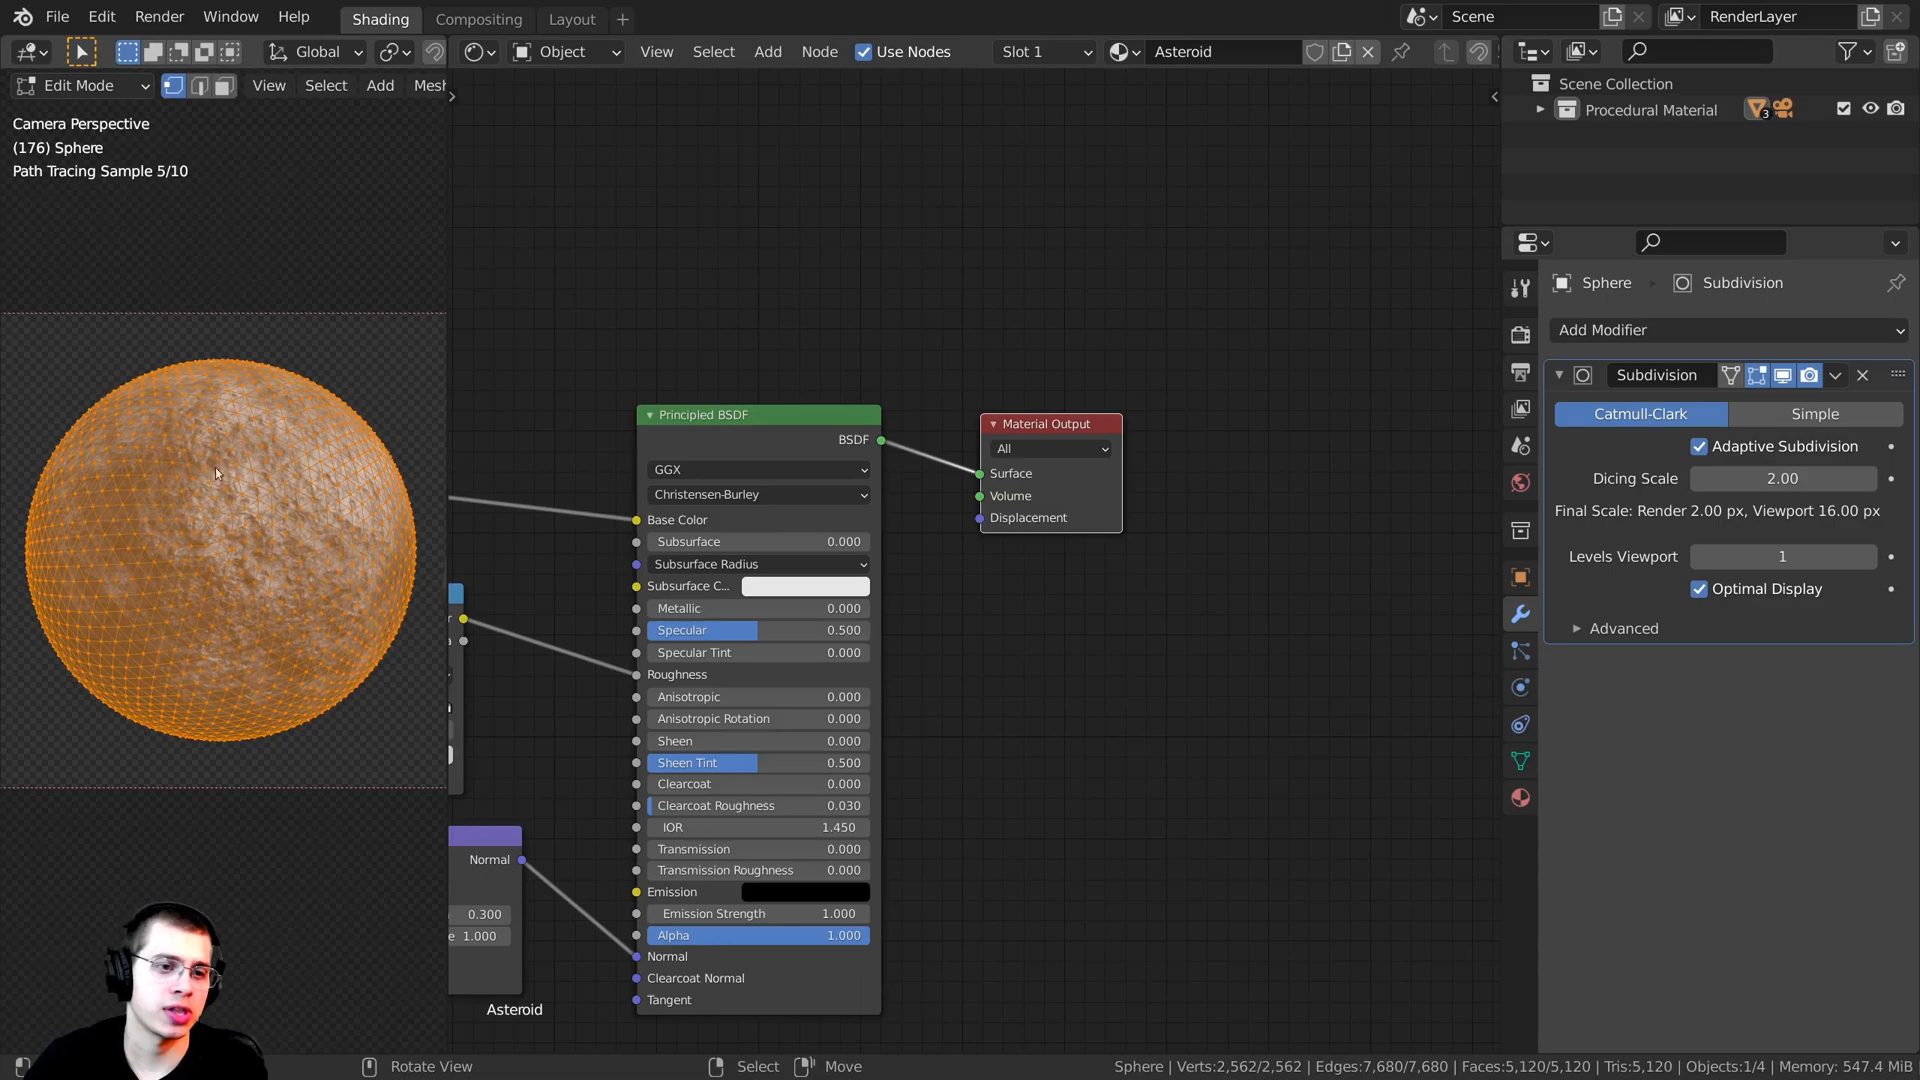 File Edit Render Window Help Shading Compositing Layout + Scene RenderLayer
Global Object View Select Add Node Use Nodes Slot 1 Asteroid
Edit Mode View Select Add Mesh
Camera Perspective
(176) Sphere
Path Tracing Sample 5/10
Scene Collection
Procedural Material 3
Sphere Subdivision
Add Modifier
Subdivision
Catmull-Clark Simple
Adaptive Subdivision
Dicing Scale 2.00
Final Scale: Render 2.00 px, Viewport 16.00 px
Levels Viewport 1
Optimal Display
Advanced
Principled BSDF
BSDF
GGX
Christensen-Burley
Base Color
Subsurface 0.000
Subsurface Radius
Subsurface C...
Metallic 0.000
Specular 0.500
Specular Tint 0.000
Roughness
Anisotropic 0.000
Anisotropic Rotation 0.000
Sheen 0.000
Sheen Tint 0.500
Clearcoat 0.000
Clearcoat Roughness 0.030
IOR 1.450
Transmission 0.000
Transmission Roughness 0.000
Emission
Emission Strength 1.000
Alpha 1.000
Normal
Clearcoat Normal
Tangent
Material Output
All
Surface
Volume
Displacement
Normal
0.300
e 1.000
Asteroid
Rotate View Select Move Sphere | Verts:2,562/2,562 | Edges:7,680/7,680 | Faces:5,120/5,120 | Tris:5,120 | Objects:1/4 | Memory: 547.4 MiB